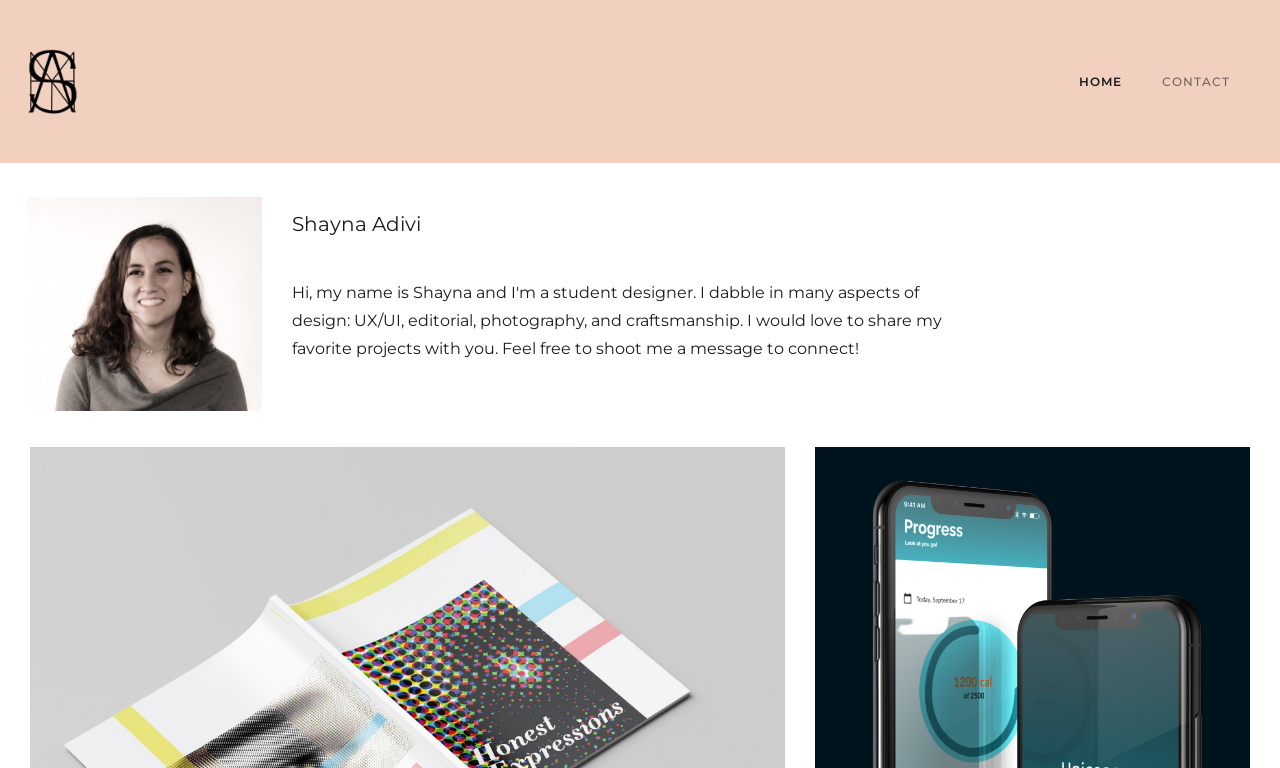 SA
HOME
CONTACT
Shayna Adivi
Hi, my name is Shayna and I'm a student designer. I dabble in many aspects of
design: UX/UI, editorial, photography, and craftsmanship. I would love to share my
favorite projects with you. Feel free to shoot me a message to connect!
9:41 AM
Progress
Look at you go!
Today, September 17
1200 cal
of 2500
Honest
Expressions